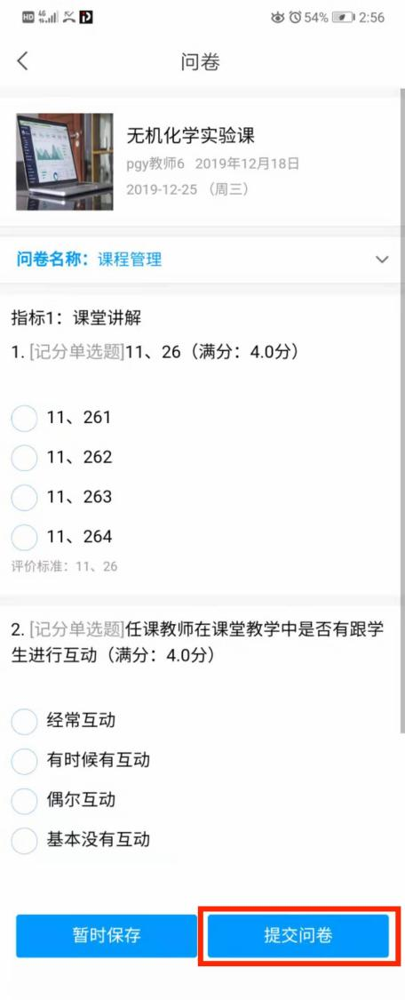 HD 4G 54% 2:56
问卷
无机化学实验课
pgy教师6 2019年12月18日
2019-12-25 （周三）
问卷名称：课程管理
指标1：课堂讲解
1. [记分单选题]11、26（满分：4.0分）
11、261
11、262
11、263
11、264
评价标准：11、26
2. [记分单选题]任课教师在课堂教学中是否有跟学
生进行互动（满分：4.0分）
经常互动
有时候有互动
偶尔互动
基本没有互动
暂时保存 提交问卷